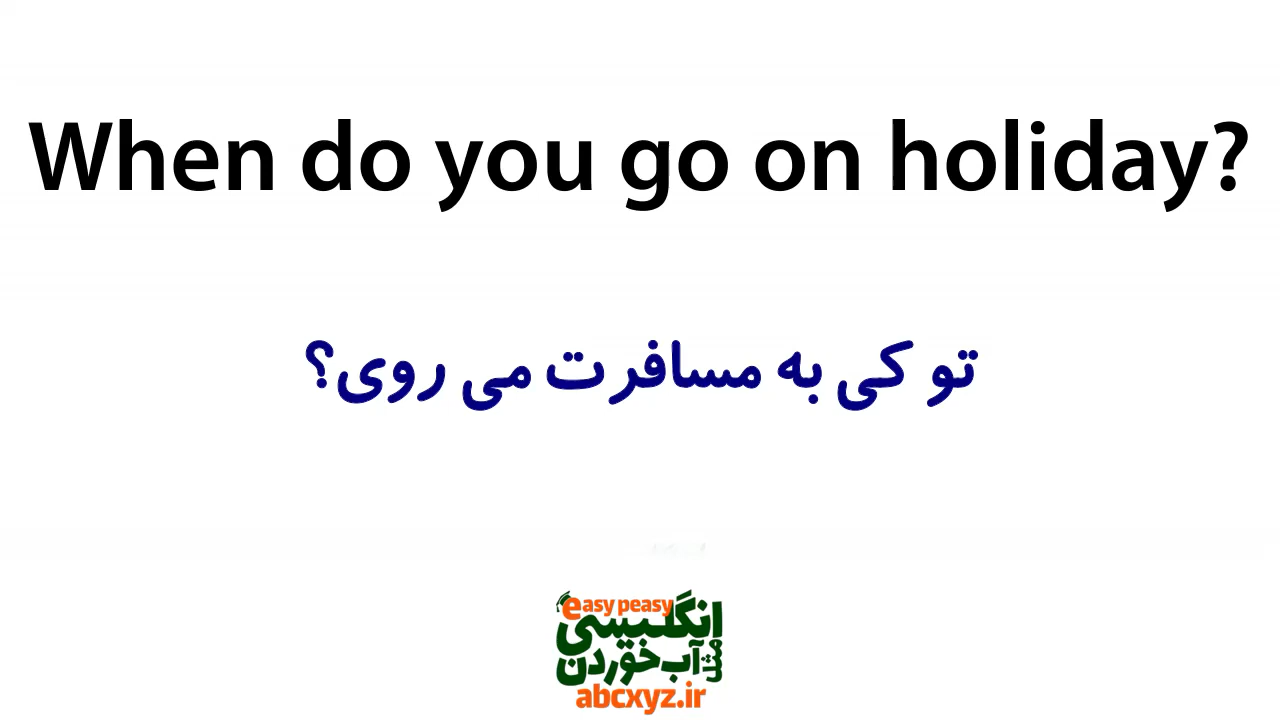 When do you go on holiday?
تو کی به مسافرت می روی؟
easy peasy
انگلیسی
مثل آب خوردن
abcxyz.ir